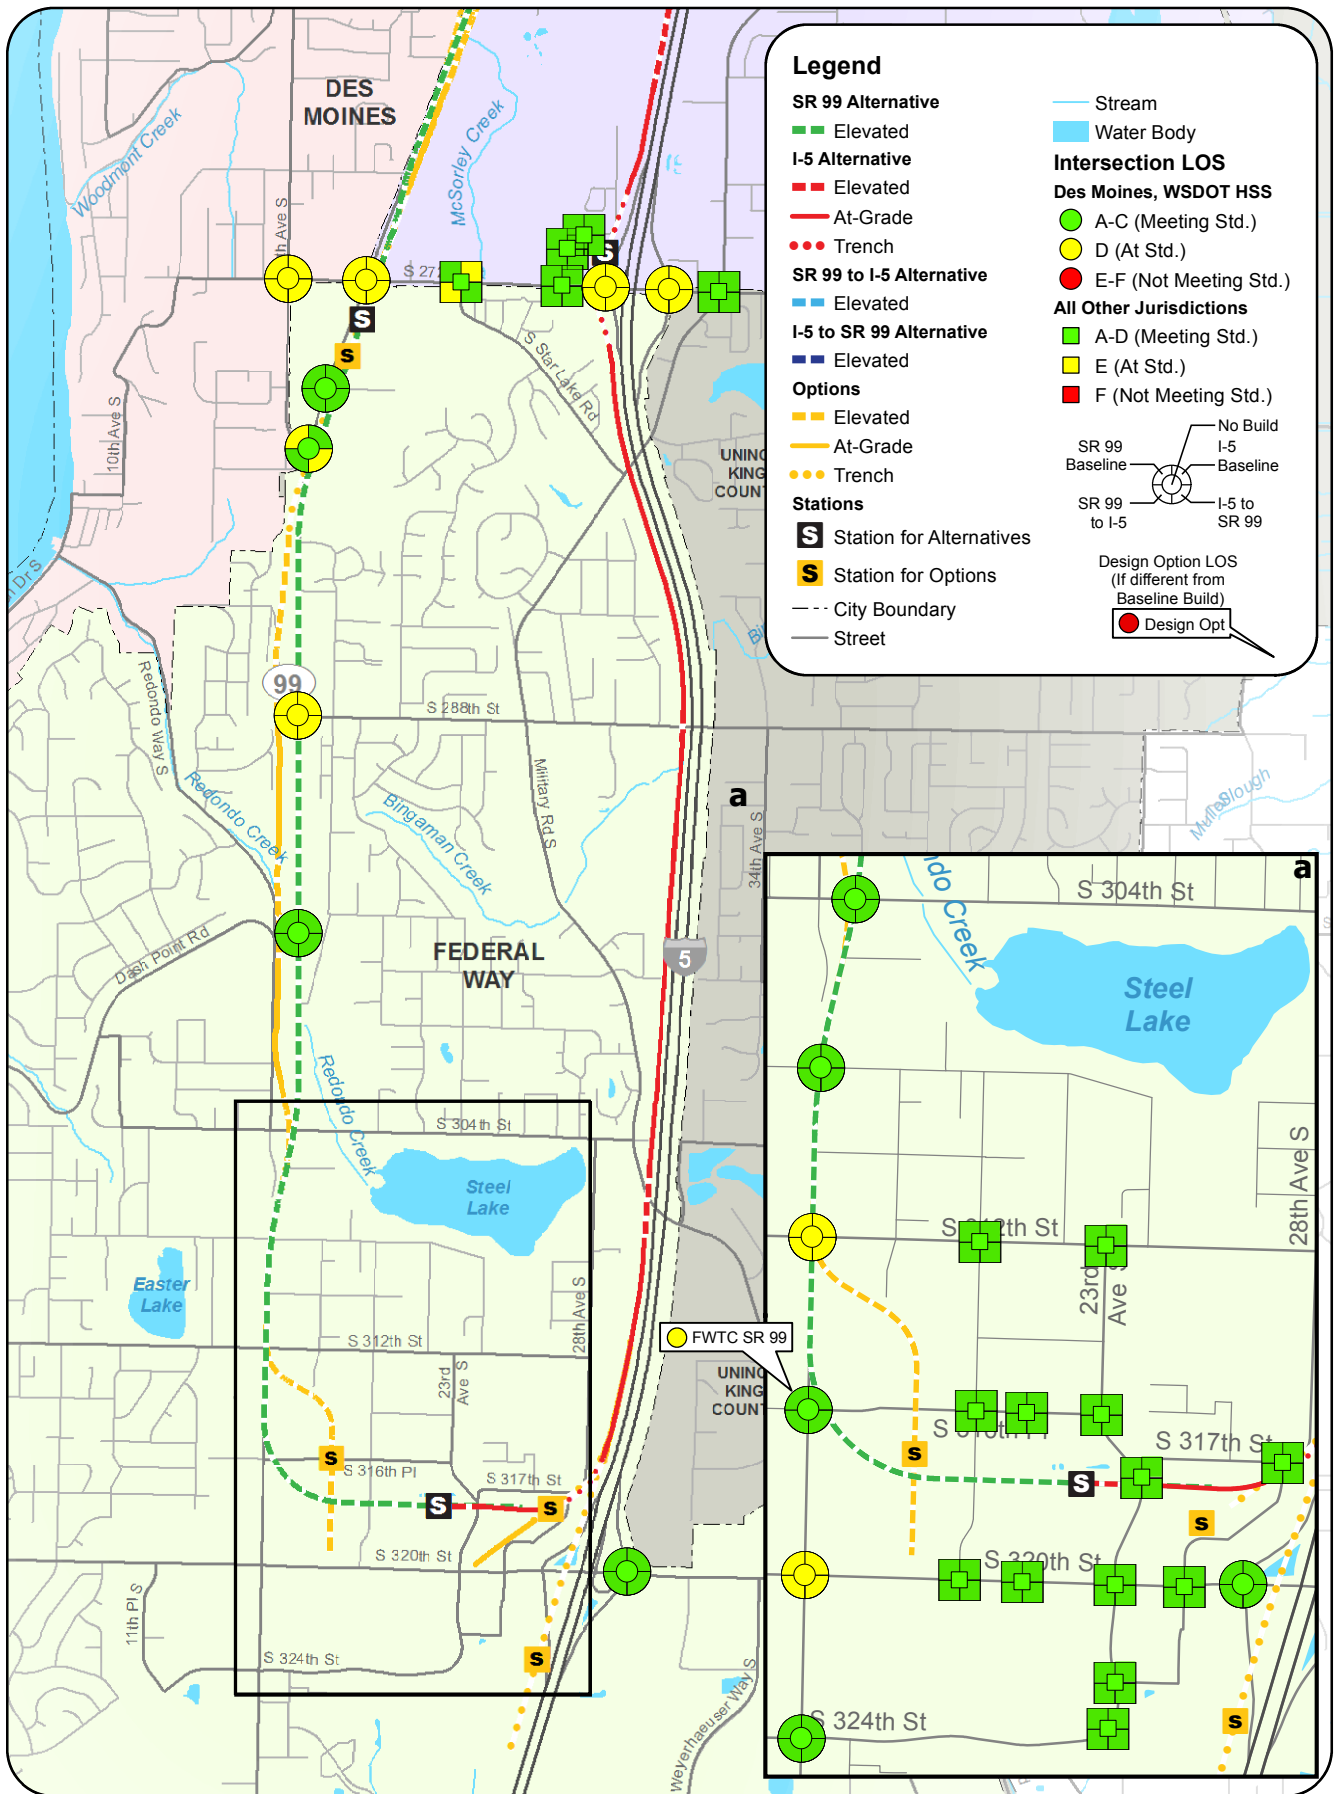 DES
MOINES
Woodmont Creek
McSorley Creek
S 272
S
s
S Star Lake Rd
10th Ave S
Redondo Way S
99
S 288th St
Redondo Creek
Bingaman Creek
Military Rd S
a
34th Ave S
Dash Point Rd
FEDERAL
WAY
5
Redondo Creek
S 304th St
Steel
Lake
Easter
Lake
S 312th St
28th Ave S
23rd
Ave S
S 316th Pl
S 317th St
S 320th St
11th Pl S
S 324th St
S
s
s
s
Weyerhaeuser Way S
FWTC SR 99
Legend
SR 99 Alternative
Elevated
I-5 Alternative
Elevated
At-Grade
Trench
SR 99 to I-5 Alternative
Elevated
I-5 to SR 99 Alternative
Elevated
Options
Elevated
At-Grade
Trench
Stations
S Station for Alternatives
s Station for Options
City Boundary
Street
Stream
Water Body
Intersection LOS
Des Moines, WSDOT HSS
A-C (Meeting Std.)
D (At Std.)
E-F (Not Meeting Std.)
All Other Jurisdictions
A-D (Meeting Std.)
E (At Std.)
F (Not Meeting Std.)
No Build
SR 99
Baseline
I-5
Baseline
SR 99
to I-5
I-5 to
SR 99
Design Option LOS
(If different from
Baseline Build)
Design Opt
a
S 304th St
Steel
Lake
28th Ave S
23rd
Ave
S 317th St
S 320th St
S 324th St
S
s
s
s